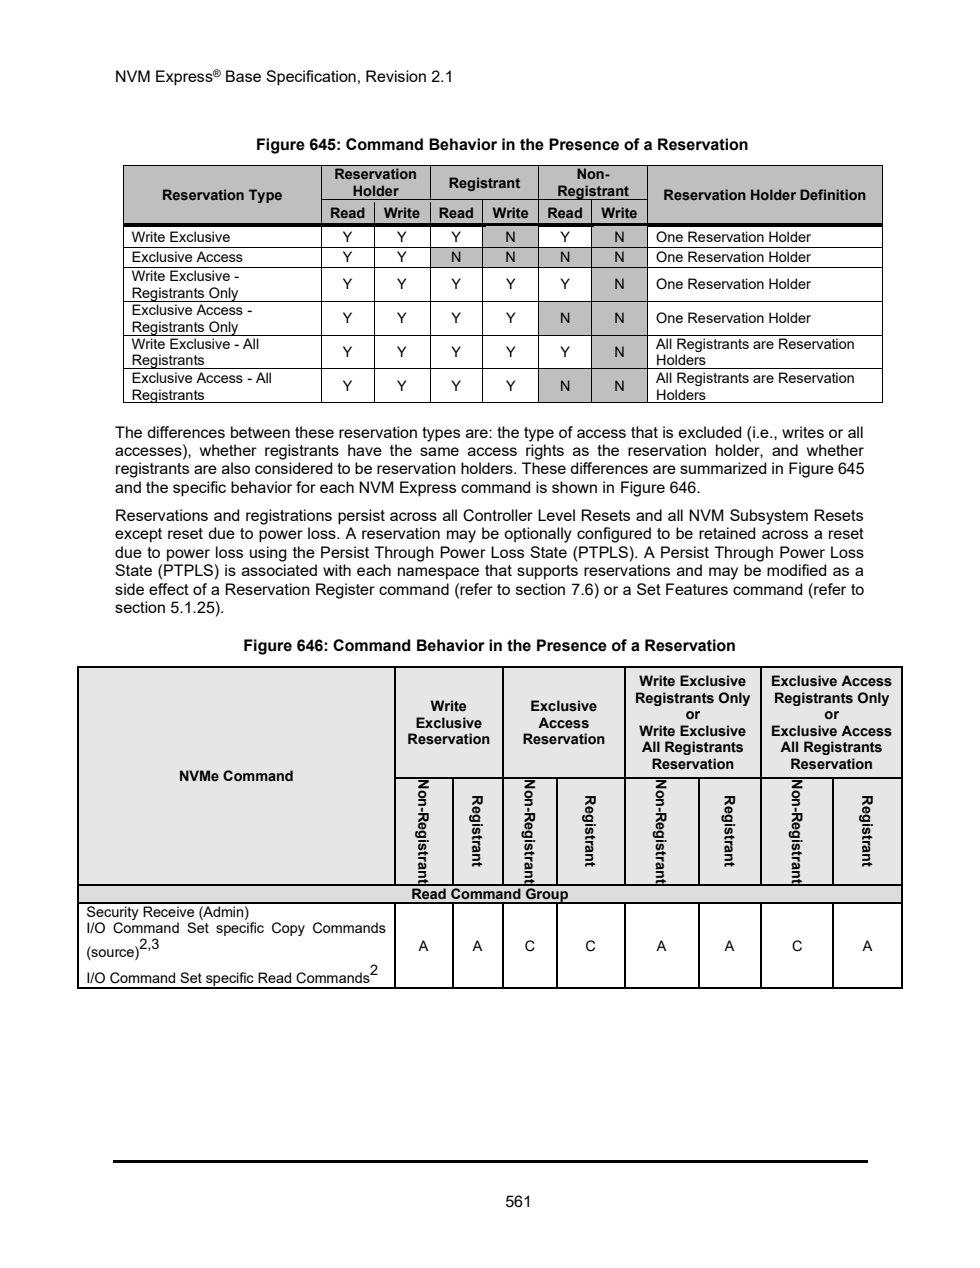 NVM Express® Base Specification, Revision 2.1
Figure 645: Command Behavior in the Presence of a Reservation
Reservation Type
Reservation
Holder
Registrant
Non-
Registrant
Reservation Holder Definition
Read Write Read Write Read Write
Write Exclusive Y Y Y N Y N One Reservation Holder
Exclusive Access Y Y N N N N One Reservation Holder
Write Exclusive -
Registrants Only
Y Y Y Y Y N One Reservation Holder
Exclusive Access -
Registrants Only
Y Y Y Y N N One Reservation Holder
Write Exclusive - All
Registrants
Y Y Y Y Y N
All Registrants are Reservation
Holders
Exclusive Access - All
Registrants
Y Y Y Y N N
All Registrants are Reservation
Holders
The differences between these reservation types are: the type of access that is excluded (i.e., writes or all
accesses), whether registrants have the same access rights as the reservation holder, and whether
registrants are also considered to be reservation holders. These differences are summarized in Figure 645
and the specific behavior for each NVM Express command is shown in Figure 646.
Reservations and registrations persist across all Controller Level Resets and all NVM Subsystem Resets
except reset due to power loss. A reservation may be optionally configured to be retained across a reset
due to power loss using the Persist Through Power Loss State (PTPLS). A Persist Through Power Loss
State (PTPLS) is associated with each namespace that supports reservations and may be modified as a
side effect of a Reservation Register command (refer to section 7.6) or a Set Features command (refer to
section 5.1.25).
Figure 646: Command Behavior in the Presence of a Reservation
NVMe Command
Write
Exclusive
Reservation
Exclusive
Access
Reservation
Write Exclusive
Registrants Only
or
Write Exclusive
All Registrants
Reservation
Exclusive Access
Registrants Only
or
Exclusive Access
All Registrants
Reservation
Non-Registrant
Registrant
Non-Registrant
Registrant
Non-Registrant
Registrant
Non-Registrant
Registrant
Read Command Group
Security Receive (Admin)
I/O Command Set specific Copy Commands
(source)2,3
I/O Command Set specific Read Commands2
A A C C A A C A
561